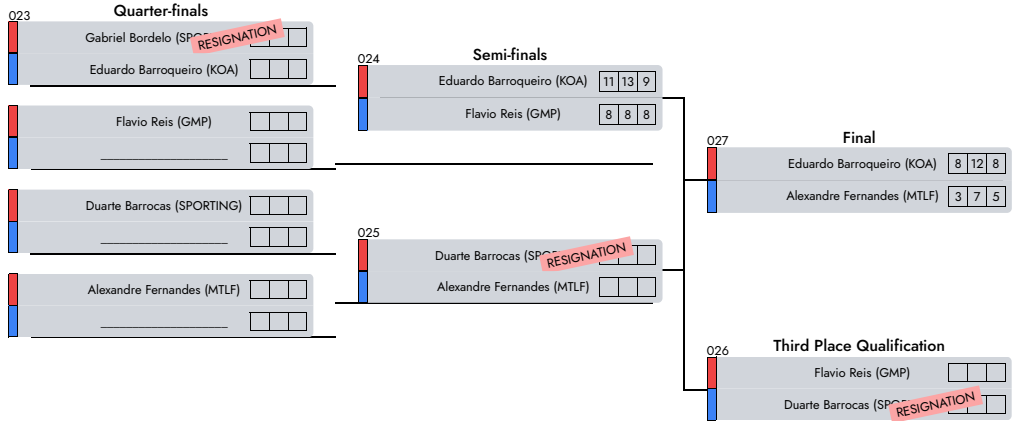 Quarter-finals
023
Gabriel Bordelo
RESIGNATION
Eduardo Barroqueiro (KOA)
Flavio Reis (GMP)
____________________
Duarte Barrocas (SPORTING)
____________________
Alexandre Fernandes (MTLF)
____________________
Semi-finals
024
Eduardo Barroqueiro (KOA) 11 13 9
Flavio Reis (GMP) 8 8 8
025
Duarte Barrocas
RESIGNATION
Alexandre Fernandes (MTLF)
Final
027
Eduardo Barroqueiro (KOA) 8 12 8
Alexandre Fernandes (MTLF) 3 7 5
Third Place Qualification
026
Flavio Reis (GMP)
Duarte Barrocas
RESIGNATION